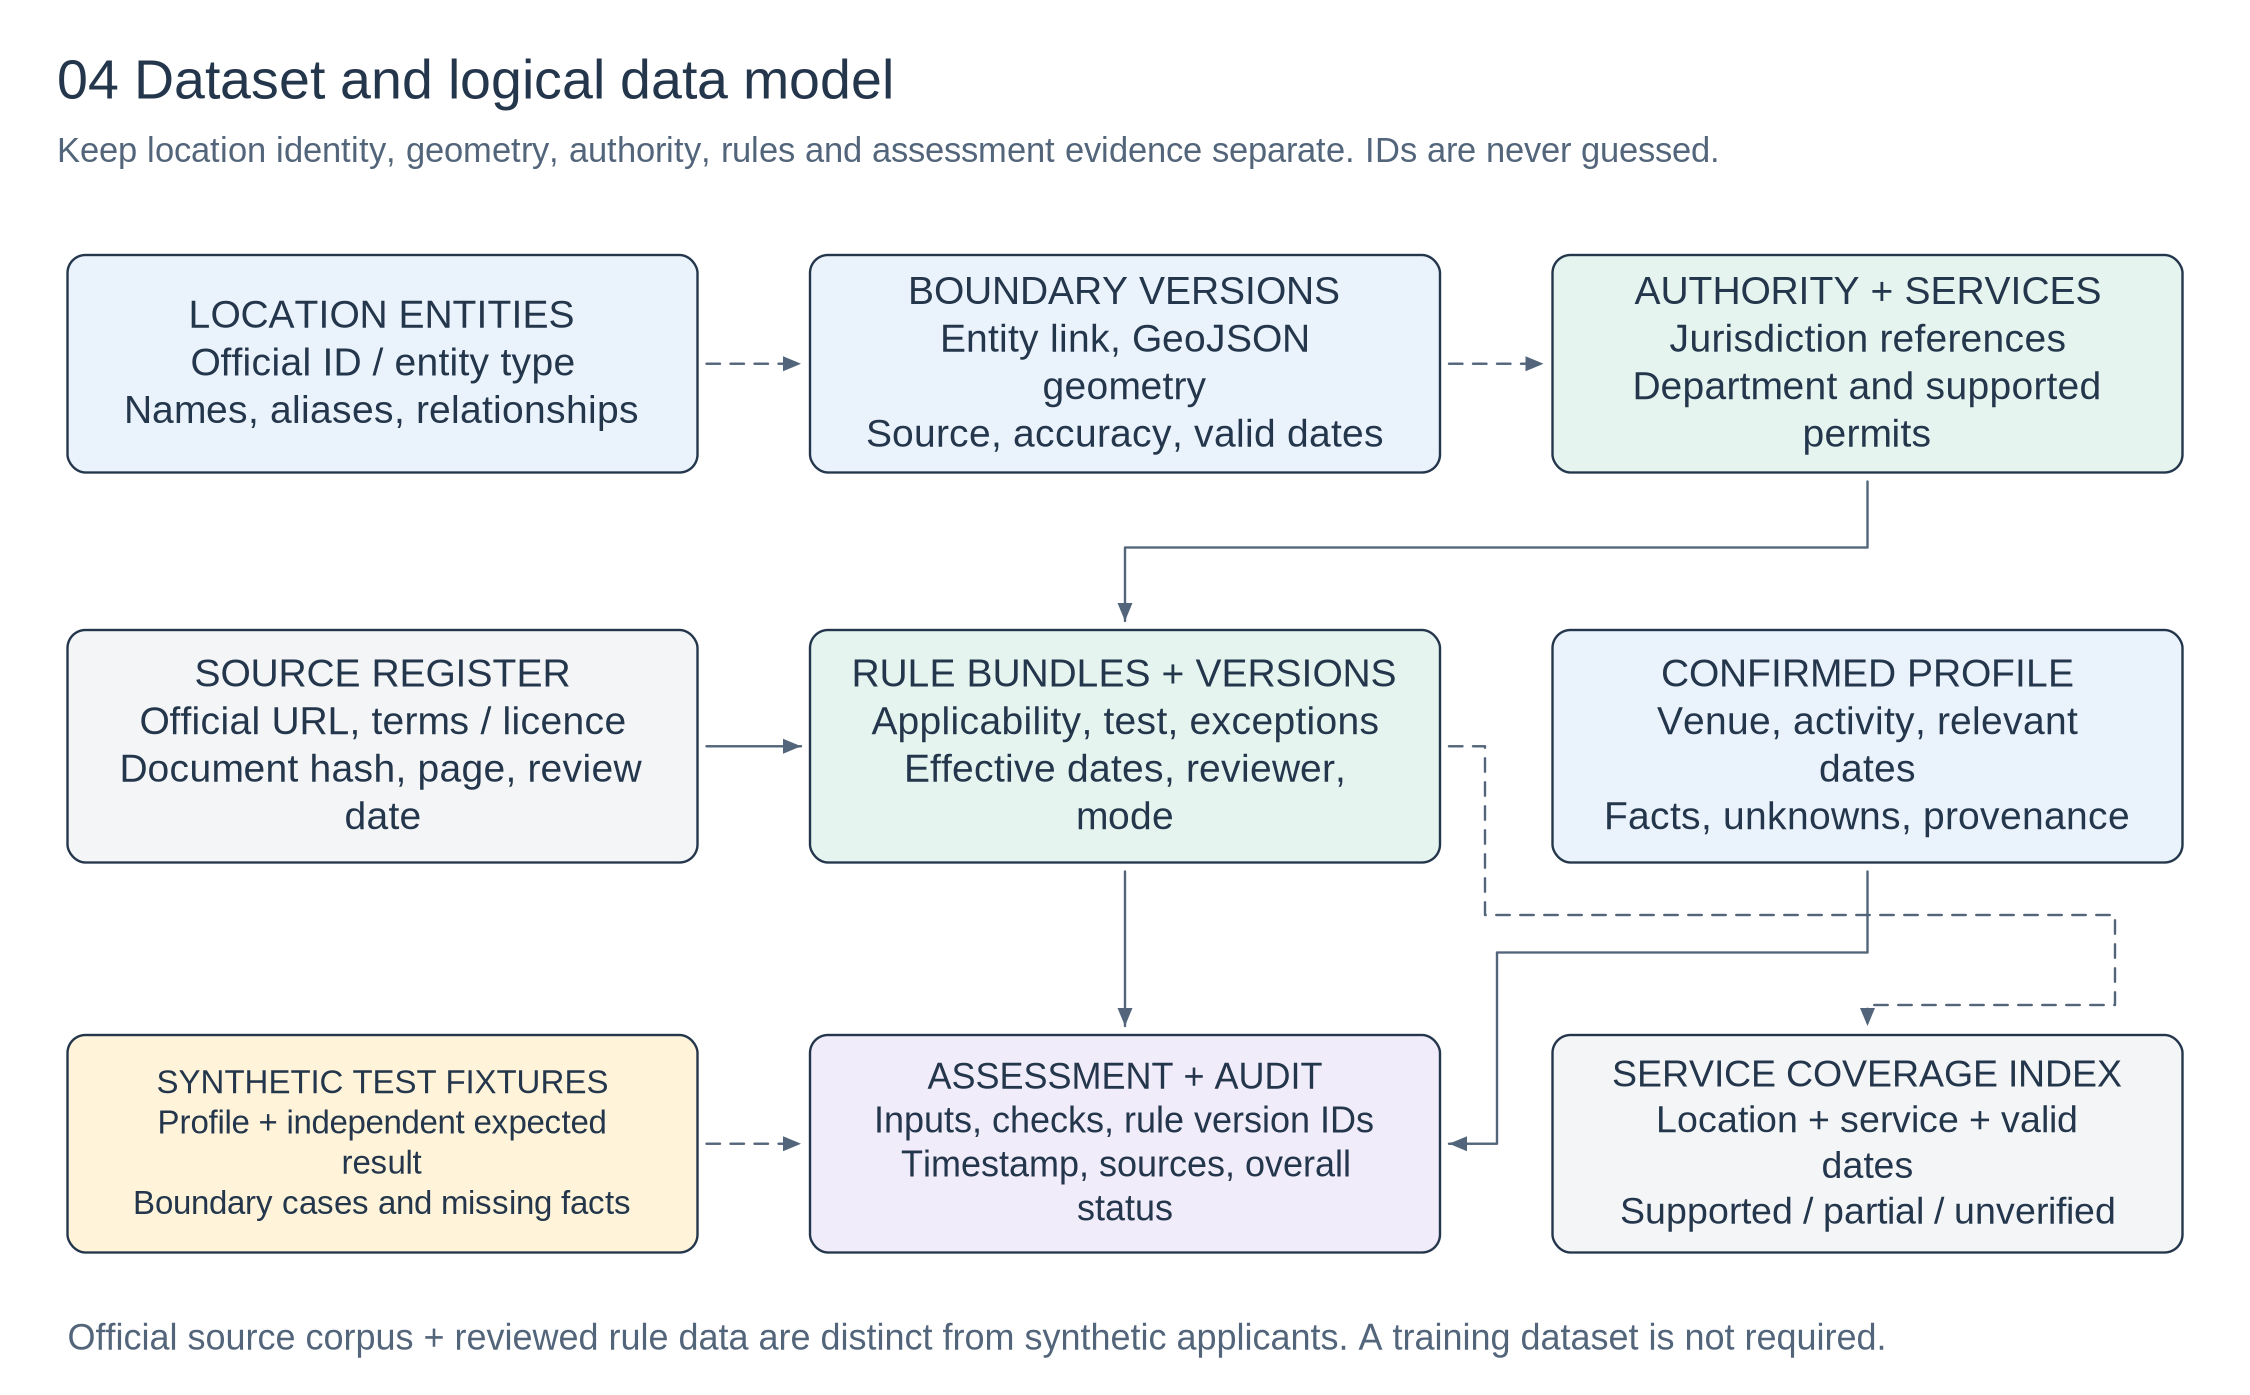 04 Dataset and logical data model
Keep location identity, geometry, authority, rules and assessment evidence separate. IDs are never guessed.
LOCATION ENTITIES
Official ID / entity type
Names, aliases, relationships
BOUNDARY VERSIONS
Entity link, GeoJSON
geometry
Source, accuracy, valid dates
AUTHORITY + SERVICES
Jurisdiction references
Department and supported
permits
SOURCE REGISTER
Official URL, terms / licence
Document hash, page, review
date
RULE BUNDLES + VERSIONS
Applicability, test, exceptions
Effective dates, reviewer,
mode
CONFIRMED PROFILE
Venue, activity, relevant
dates
Facts, unknowns, provenance
SYNTHETIC TEST FIXTURES
Profile + independent expected
result
Boundary cases and missing facts
ASSESSMENT + AUDIT
Inputs, checks, rule version IDs
Timestamp, sources, overall
status
SERVICE COVERAGE INDEX
Location + service + valid
dates
Supported / partial / unverified
Official source corpus + reviewed rule data are distinct from synthetic applicants. A training dataset is not required.